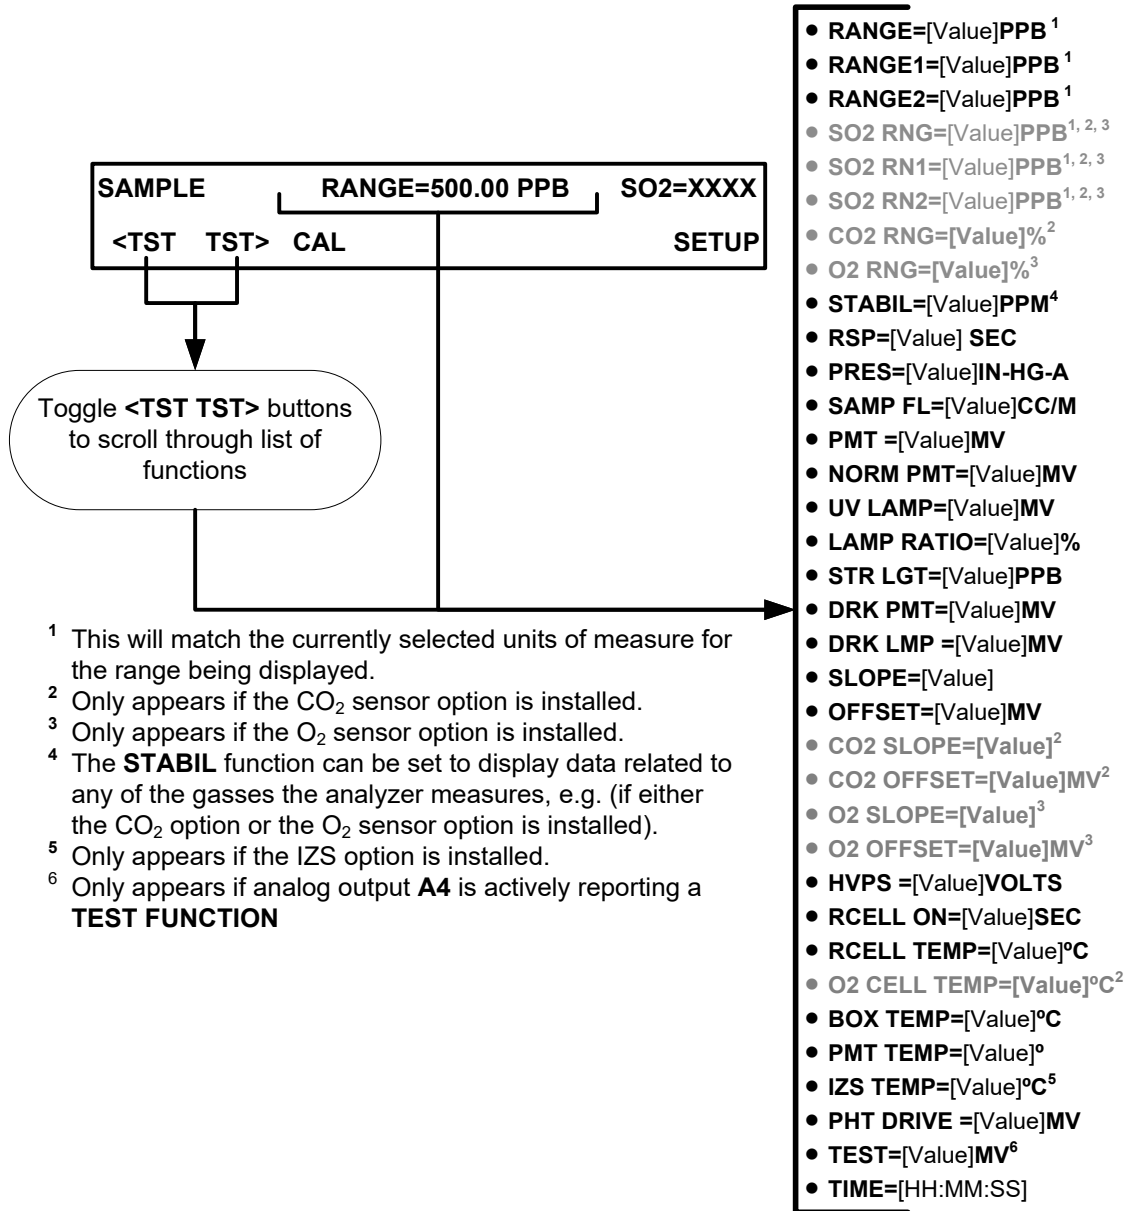 SAMPLE RANGE=500.00 PPB SO2=XXXX
<TST TST> CAL SETUP
Toggle <TST TST> buttons
to scroll through list of
functions
1 This will match the currently selected units of measure for
the range being displayed.
2 Only appears if the CO2 sensor option is installed.
3 Only appears if the O2 sensor option is installed.
4 The STABIL function can be set to display data related to
any of the gasses the analyzer measures, e.g. (if either
the CO2 option or the O2 sensor option is installed).
5 Only appears if the IZS option is installed.
6 Only appears if analog output A4 is actively reporting a
TEST FUNCTION
• RANGE=[Value]PPB 1
• RANGE1=[Value]PPB 1
• RANGE2=[Value]PPB 1
• SO2 RNG=[Value]PPB1, 2, 3
• SO2 RN1=[Value]PPB1, 2, 3
• SO2 RN2=[Value]PPB1, 2, 3
• CO2 RNG=[Value]%2
• O2 RNG=[Value]%3
• STABIL=[Value]PPM4
• RSP=[Value] SEC
• PRES=[Value]IN-HG-A
• SAMP FL=[Value]CC/M
• PMT =[Value]MV
• NORM PMT=[Value]MV
• UV LAMP=[Value]MV
• LAMP RATIO=[Value]%
• STR LGT=[Value]PPB
• DRK PMT=[Value]MV
• DRK LMP =[Value]MV
• SLOPE=[Value]
• OFFSET=[Value]MV
• CO2 SLOPE=[Value]2
• CO2 OFFSET=[Value]MV2
• O2 SLOPE=[Value]3
• O2 OFFSET=[Value]MV3
• HVPS =[Value]VOLTS
• RCELL ON=[Value]SEC
• RCELL TEMP=[Value]ºC
• O2 CELL TEMP=[Value]ºC2
• BOX TEMP=[Value]ºC
• PMT TEMP=[Value]º
• IZS TEMP=[Value]ºC5
• PHT DRIVE =[Value]MV
• TEST=[Value]MV6
• TIME=[HH:MM:SS]